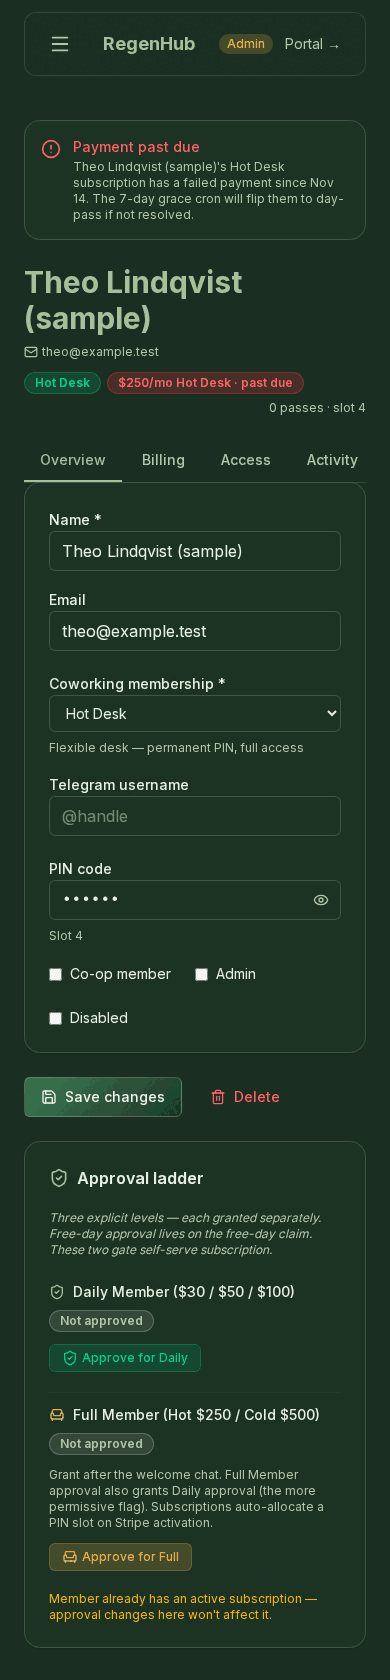 RegenHub Admin Portal →
Payment past due
Theo Lindqvist (sample)'s Hot Desk
subscription has a failed payment since Nov
14. The 7-day grace cron will flip them to day-
pass if not resolved.
Theo Lindqvist
(sample)
theo@example.test
Hot Desk $250/mo Hot Desk · past due
0 passes · slot 4
Overview Billing Access Activity
Name *
Theo Lindqvist (sample)
Email
theo@example.test
Coworking membership *
Hot Desk
Flexible desk — permanent PIN, full access
Telegram username
@handle
PIN code
••••••
Slot 4
Co-op member Admin
Disabled
Save changes Delete
Approval ladder
Three explicit levels — each granted separately.
Free-day approval lives on the free-day claim.
These two gate self-serve subscription.
Daily Member ($30 / $50 / $100)
Not approved
Approve for Daily
Full Member (Hot $250 / Cold $500)
Not approved
Grant after the welcome chat. Full Member
approval also grants Daily approval (the more
permissive flag). Subscriptions auto-allocate a
PIN slot on Stripe activation.
Approve for Full
Member already has an active subscription —
approval changes here won't affect it.